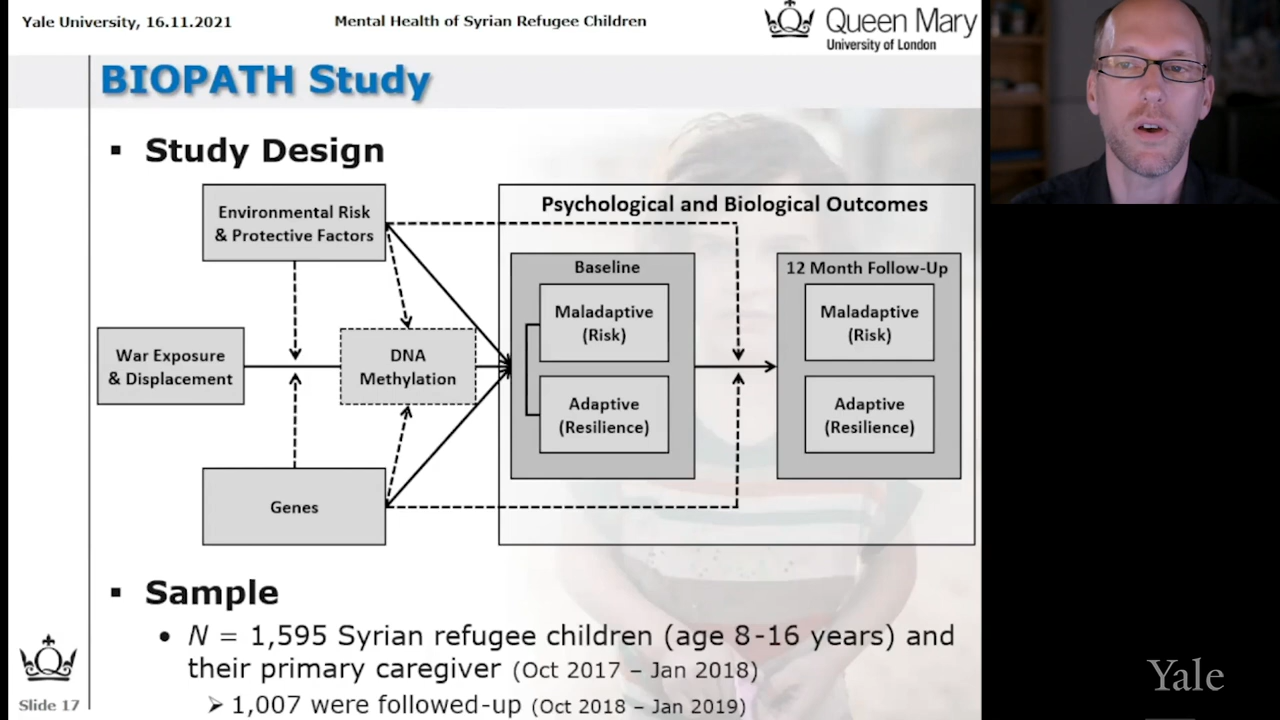 Yale University, 16.11.2021
Mental Health of Syrian Refugee Children
Queen Mary
University of London
BIOPATH Study
▪ Study Design
Environmental Risk
& Protective Factors
War Exposure
& Displacement
Genes
DNA
Methylation
Psychological and Biological Outcomes
Baseline
Maladaptive
(Risk)
Adaptive
(Resilience)
12 Month Follow-Up
Maladaptive
(Risk)
Adaptive
(Resilience)
▪ Sample
• N = 1,595 Syrian refugee children (age 8-16 years) and
their primary caregiver (Oct 2017 – Jan 2018)
➢ 1,007 were followed-up (Oct 2018 – Jan 2019)
Slide 17
Yale